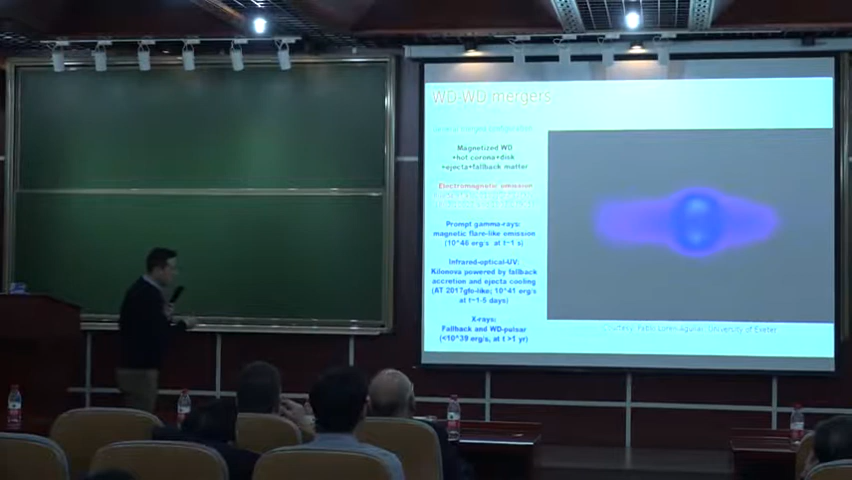 WD-WD mergers
General merged configuration
Magnetized WD
+hot corona+disk
+ejecta+fallback matter
Electromagnetic emission
Prompt gamma-rays:
magnetic flare-like emission
(10^46 erg/s at t~1 s)
Infrared-optical-UV:
Kilonova powered by fallback
accretion and ejecta cooling
(AT 2017gfo-like; 10^41 erg/s
at t~1-5 days)
X-rays:
Fallback and WD-pulsar
(<10^39 erg/s, at t >1 yr)
Courtesy: Pablo Loren Aguilar, University of Exeter